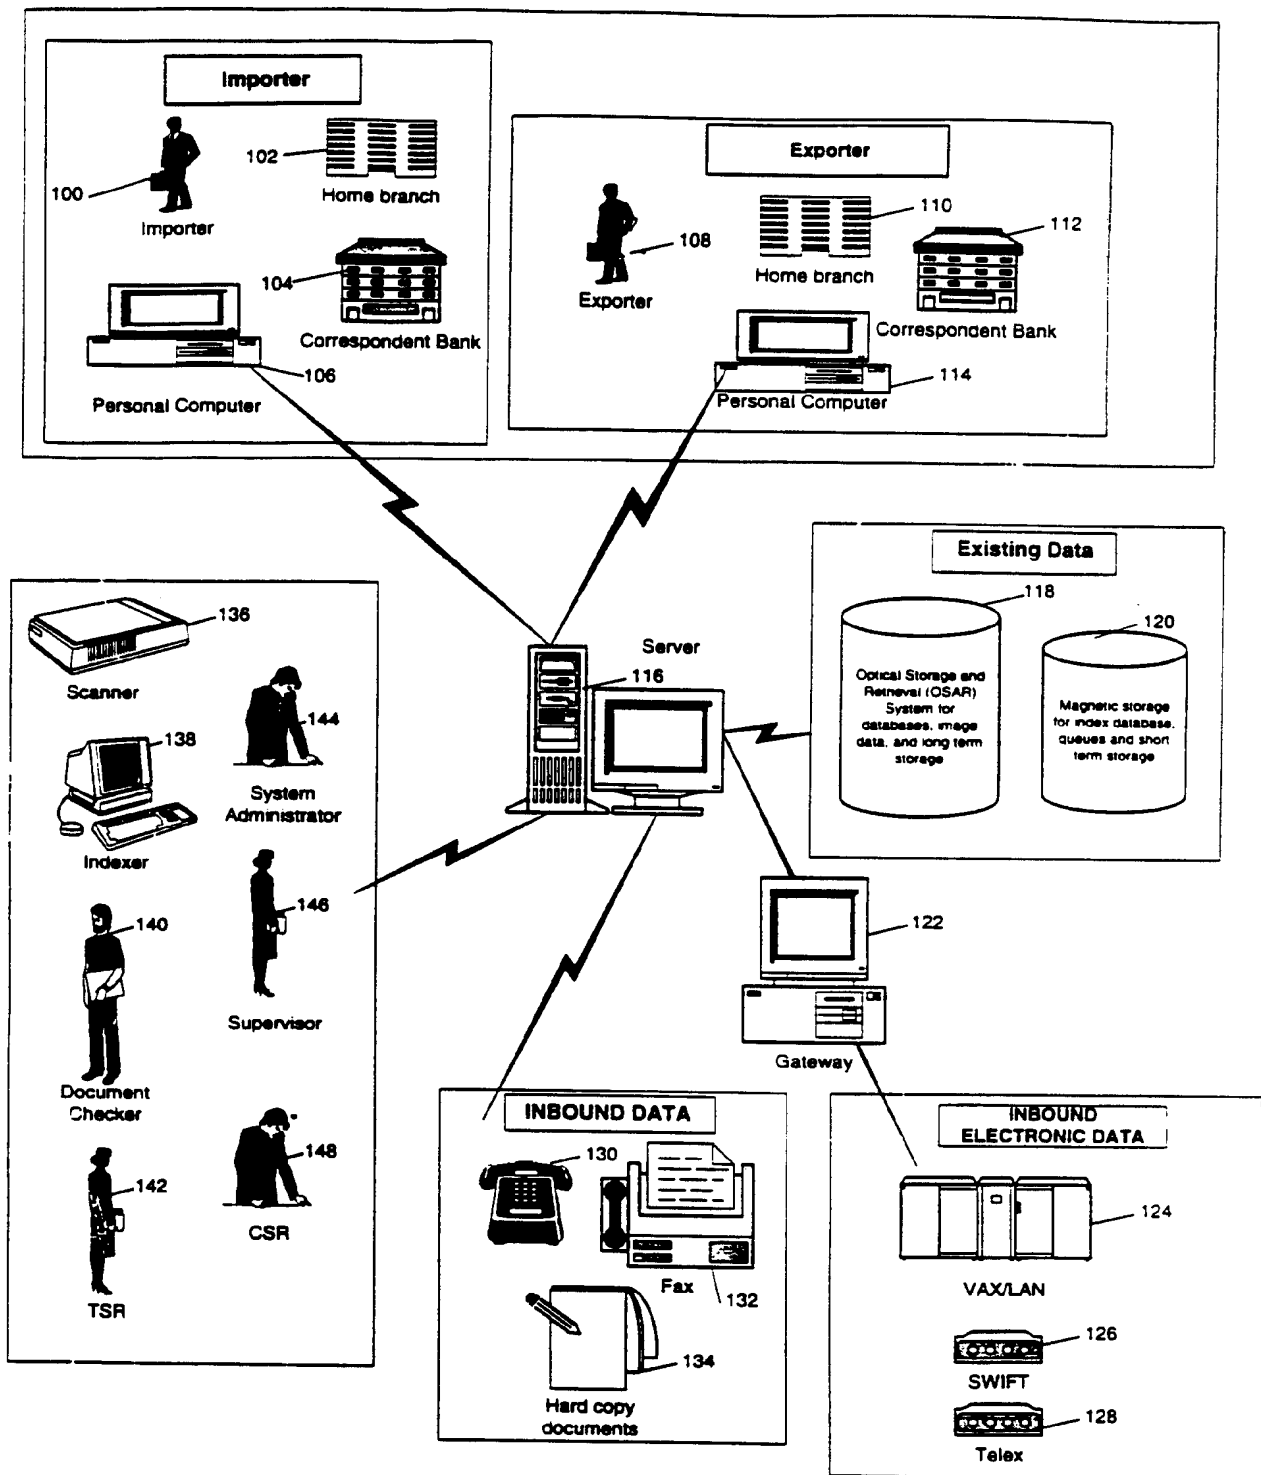 Importer
100
Importer
102
Home branch
104
Correspondent Bank
106
Personal Computer
Exporter
108
Exporter
110
Home branch
112
Correspondent Bank
114
Personal Computer
Existing Data
118
Optical Storage and
Retrieval (OSAR)
System for
databases, image
data, and long term
storage
120
Magnetic storage
for index database,
queues and short
term storage
Server
116
136
Scanner
138
Indexer
144
System
Administrator
140
Document
Checker
146
Supervisor
142
TSR
148
CSR
122
Gateway
INBOUND DATA
130
Fax
132
134
Hard copy
documents
INBOUND
ELECTRONIC DATA
124
VAX/LAN
126
SWIFT
128
Telex